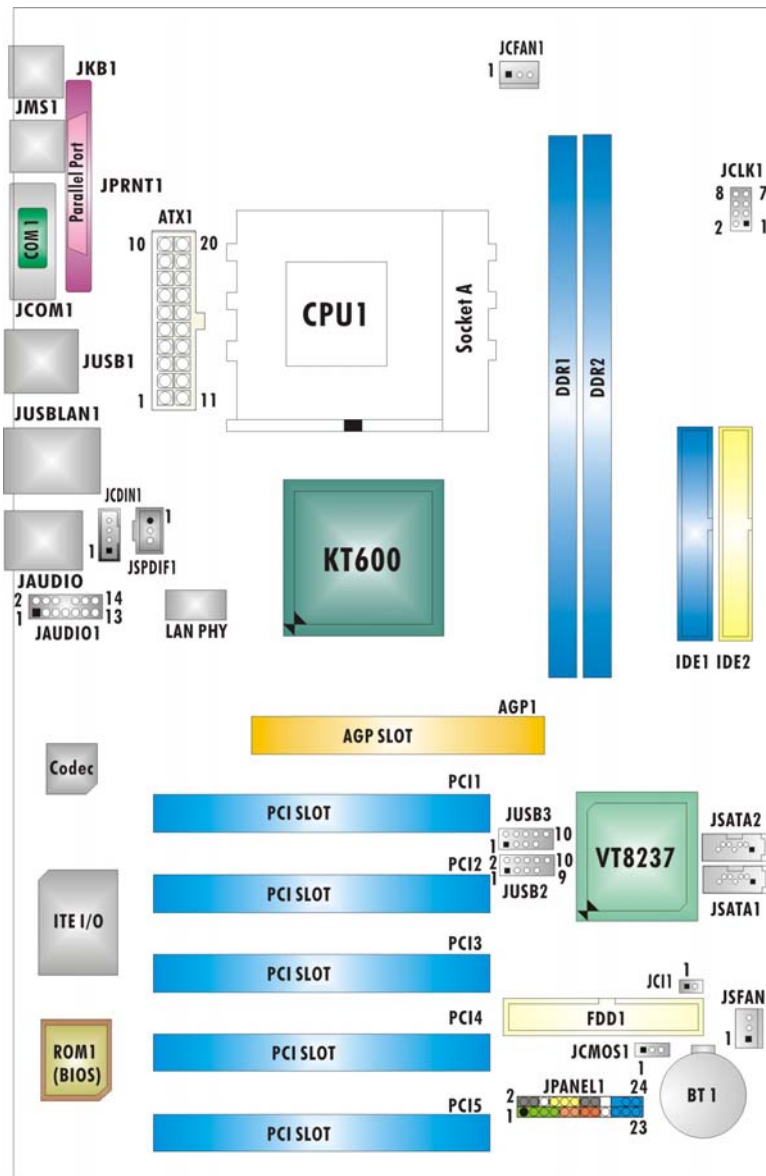 JCFAN1
1
JKB1
JMS1
Parallel Port
JPRNT1
COM 1
JCOM1
JCLK1
8 7
2 1
ATX1
10 20
1 11
CPU1
Socket A
DDR1
DDR2
JUSB1
JUSBLAN1
JCDIN1
1
1
JSPDIF1
JAUDIO
2 14
1 13
JAUDIO1
LAN PHY
KT600
IDE1 IDE2
AGP1
AGP SLOT
Codec
PCI1
PCI SLOT
JUSB3
10
1
2 10
1 9
JUSB2
VT8237
JSATA2
JSATA1
PCI2
PCI SLOT
ITE I/O
PCI3
PCI SLOT
1
JCI1
JSFAN
1
FDD1
PCI4
PCI SLOT
JCMOS1
1
ROM1
(BIOS)
BT 1
JPANEL1
2 24
1 23
PCI5
PCI SLOT